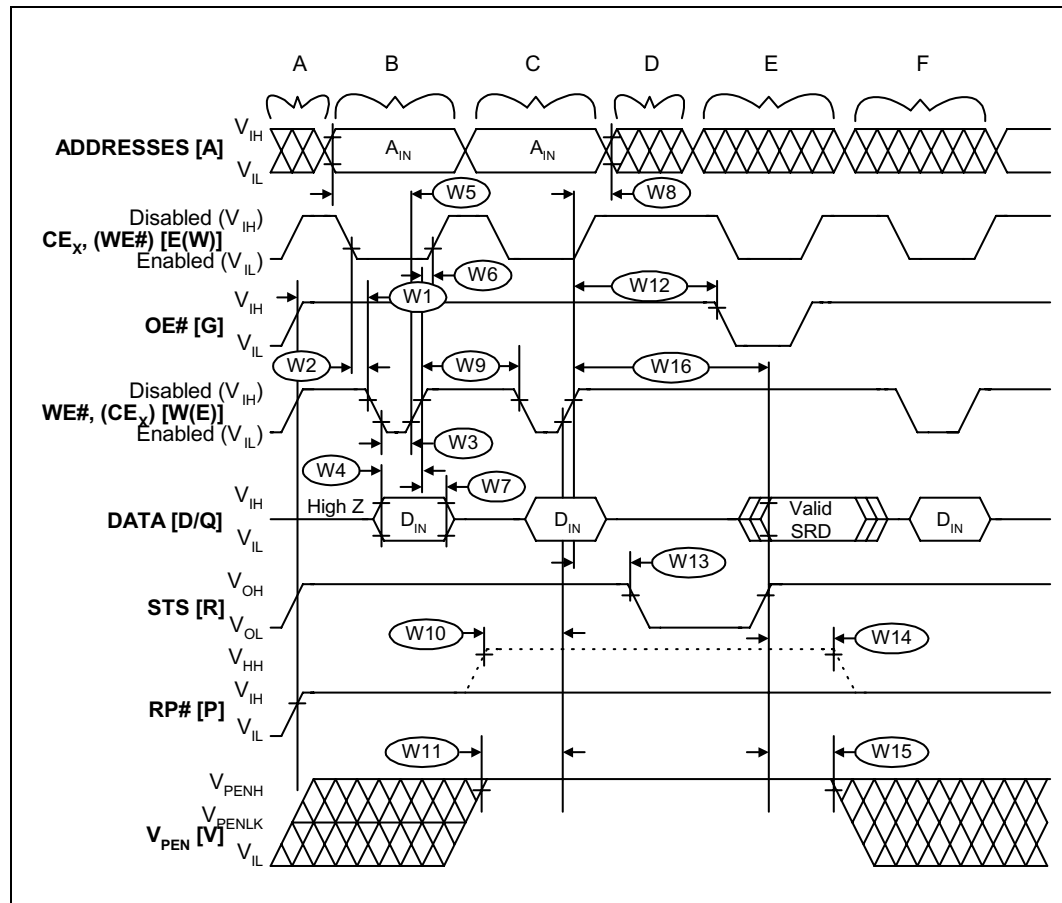 A B C D E F
V_IH
ADDRESSES [A] A_IN A_IN
V_IL
W5 W8
Disabled (V_IH)
CE_X, (WE#) [E(W)]
Enabled (V_IL)
W6
W1 W12
V_IH
OE# [G]
V_IL
W2 W9 W16
Disabled (V_IH)
WE#, (CE_X) [W(E)]
Enabled (V_IL)
W3
W4 W7
V_IH High Z
DATA [D/Q] D_IN D_IN Valid SRD D_IN
V_IL
W13
V_OH
STS [R]
V_OL
W10 W14
V_HH
V_IH
RP# [P]
V_IL
W11 W15
V_PENH
V_PENLK
V_PEN [V]
V_IL